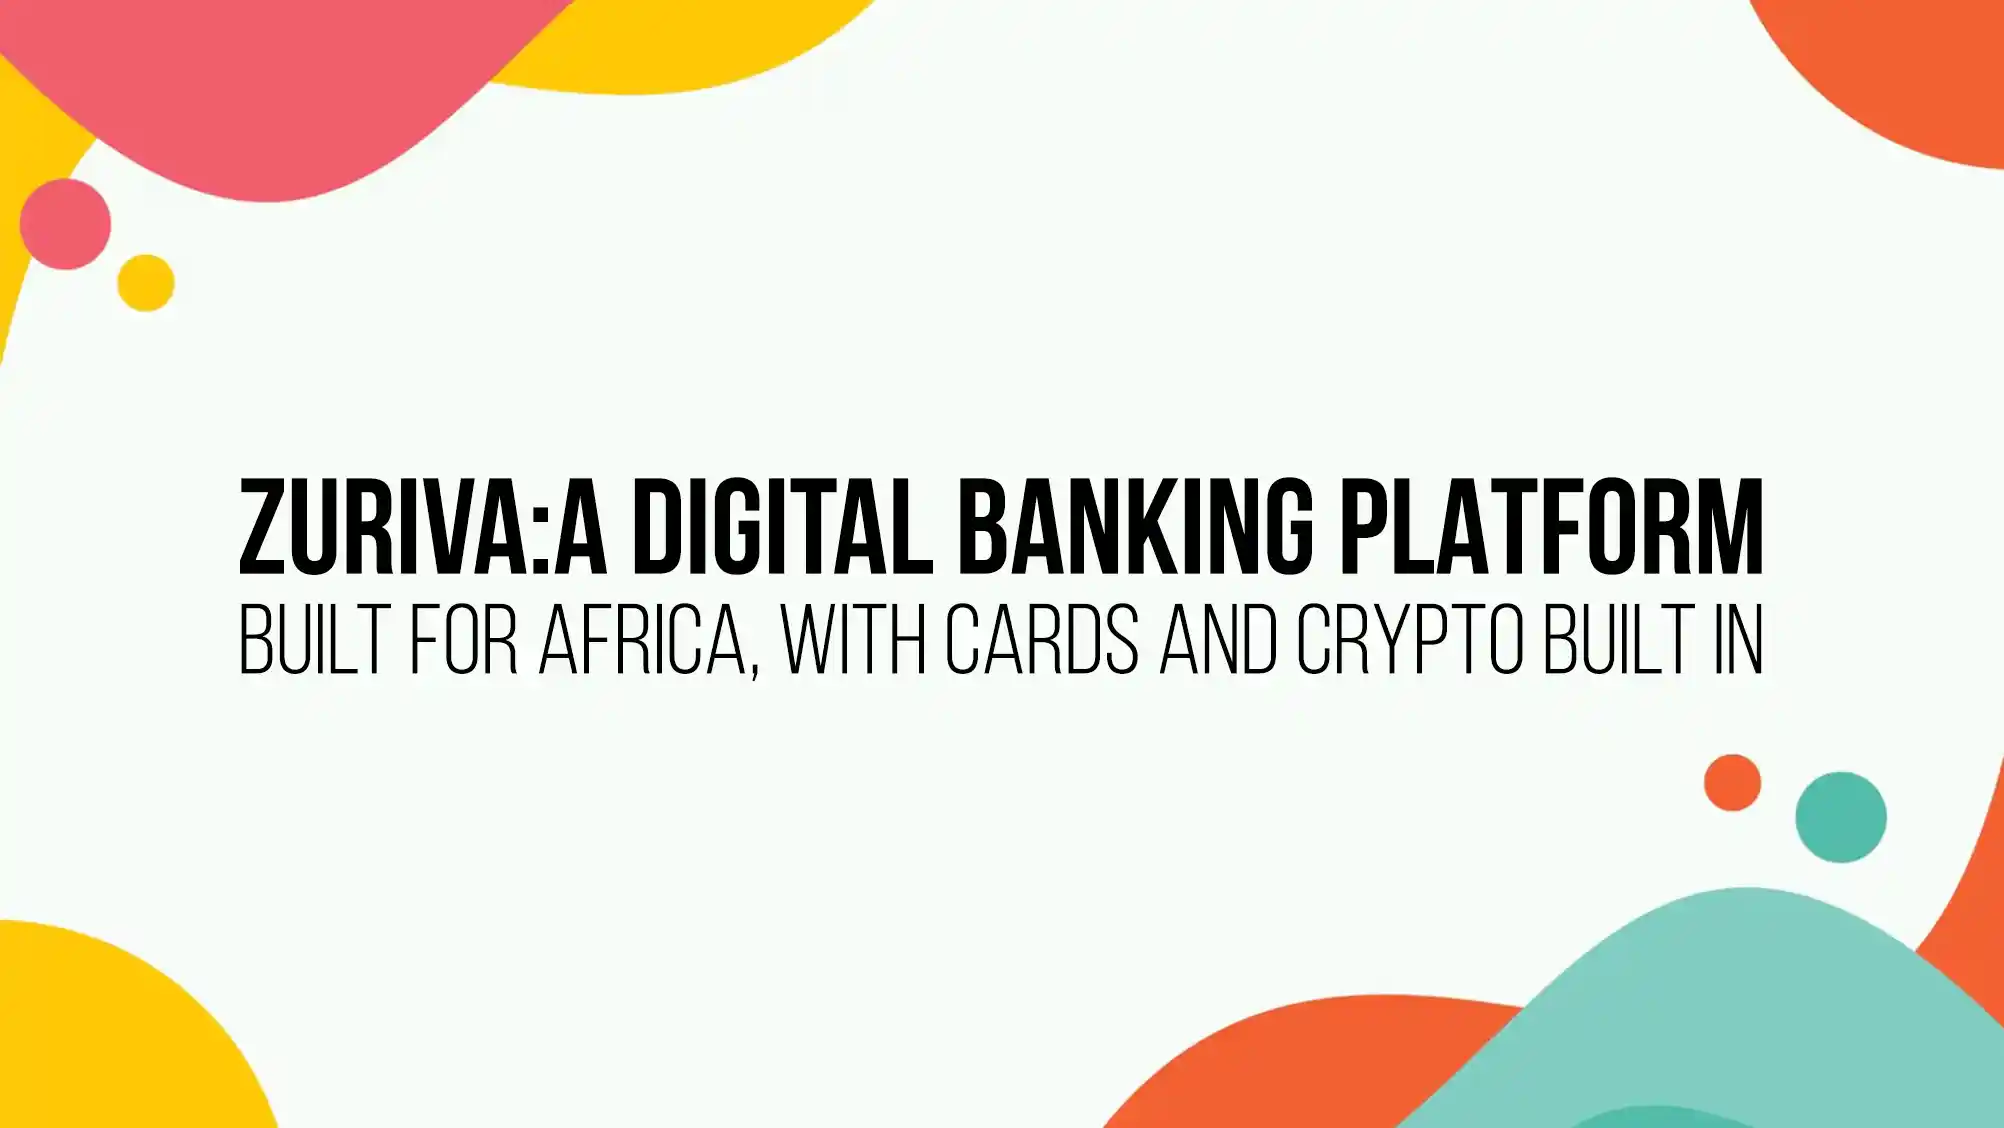 ZURIVA:A DIGITAL BANKING PLATFORM
BUILT FOR AFRICA, WITH CARDS AND CRYPTO BUILT IN